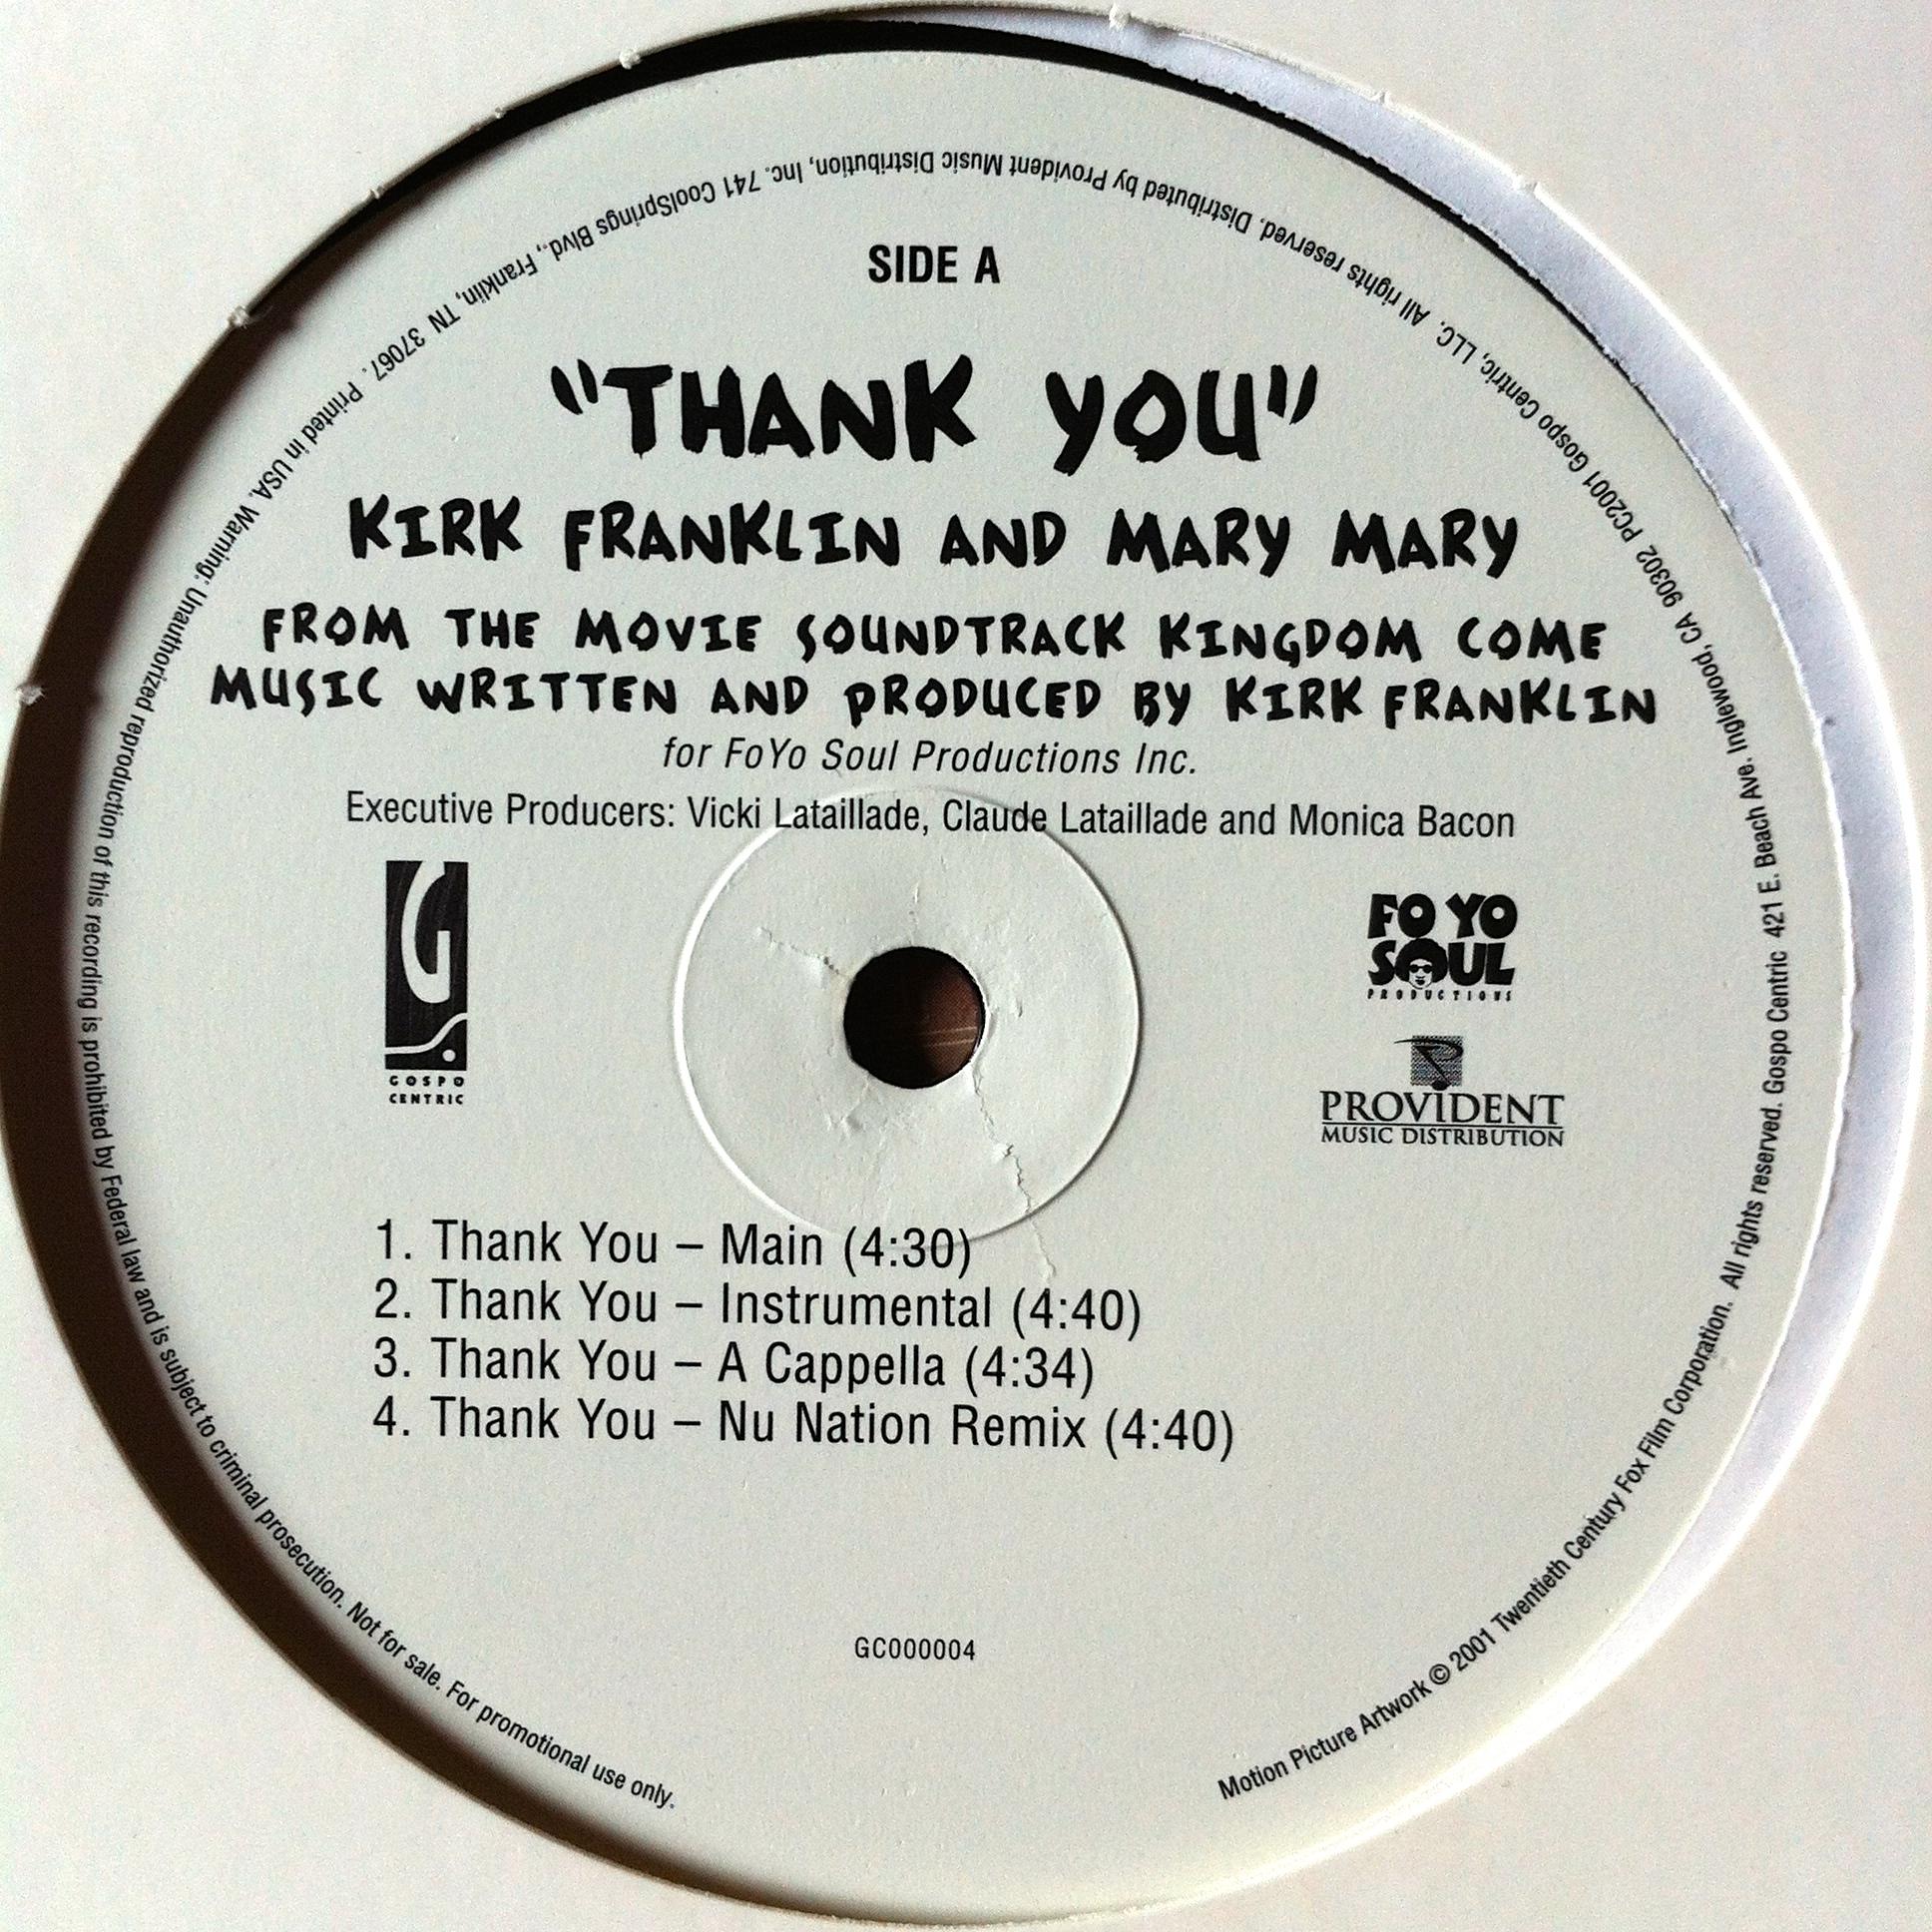 SIDE A
"THANK YOU"
KIRK FRANKLIN AND MARY MARY
FROM THE MOVIE SOUNDTRACK KINGDOM COME
MUSIC WRITTEN AND PRODUCED BY KIRK FRANKLIN
for FoYo Soul Productions Inc.
Executive Producers: Vicki Lataillade, Claude Lataillade and Monica Bacon
G
GOSPO
CENTRIC
FO YO
SOUL
PRODUCTIONS
PROVIDENT
MUSIC DISTRIBUTION
1. Thank You – Main (4:30)
2. Thank You – Instrumental (4:40)
3. Thank You – A Cappella (4:34)
4. Thank You – Nu Nation Remix (4:40)
GC000004
Motion Picture Artwork © 2001 Twentieth Century Fox Film Corporation. All rights reserved. Gospo Centric 421 E. Beach Ave. Inglewood, CA 90302 PC2001 Gospo Centric, LLC. All rights reserved. Distributed by Provident Music Distribution, Inc. 741 CoolSprings Blvd., Franklin, TN 37067. Printed in USA. Warning: Unauthorized reproduction of this recording is prohibited by Federal law and is subject to criminal prosecution. Not for sale. For promotional use only.